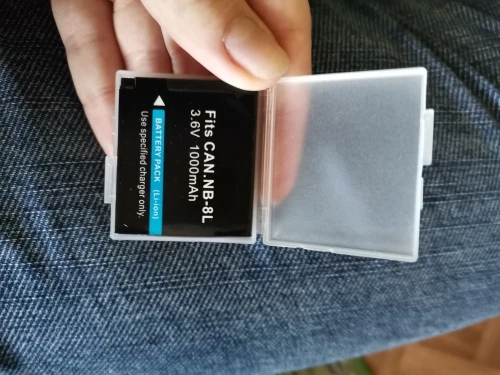 Fits CAN.NB-8L
3.6V 1000mAh
BATTERY PACK (Li-ion)
Use specified charger only.